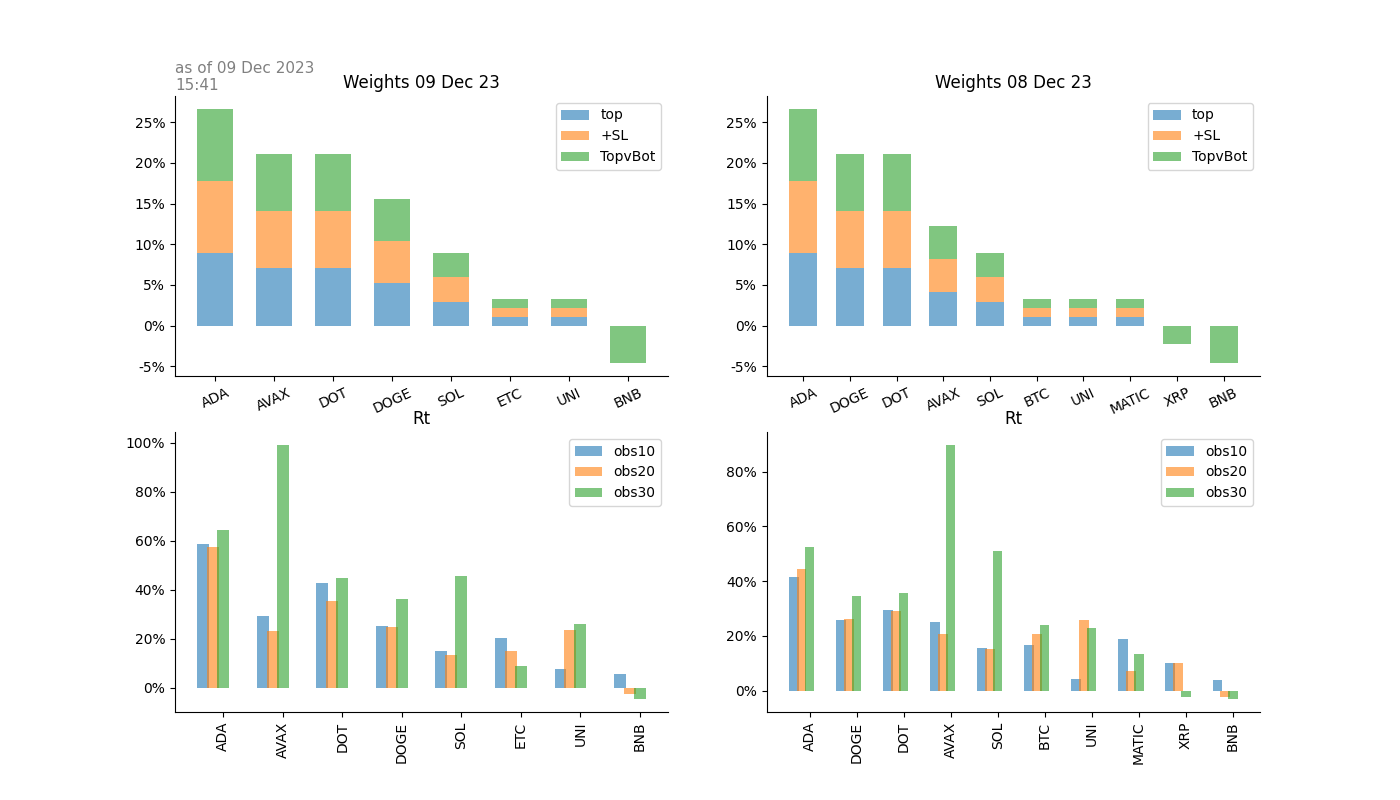 as of 09 Dec 2023
15:41
Weights 09 Dec 23
25%
20%
15%
10%
5%
0%
-5%
top
+SL
TopvBot
ADA
AVAX
DOT
DOGE
SOL
ETC
UNI
BNB
Weights 08 Dec 23
25%
20%
15%
10%
5%
0%
-5%
top
+SL
TopvBot
ADA
DOGE
DOT
AVAX
SOL
BTC
UNI
MATIC
XRP
BNB
Rt
100%
80%
60%
40%
20%
0%
obs10
obs20
obs30
ADA
AVAX
DOT
DOGE
SOL
ETC
UNI
BNB
Rt
80%
60%
40%
20%
0%
obs10
obs20
obs30
ADA
DOGE
DOT
AVAX
SOL
BTC
UNI
MATIC
XRP
BNB